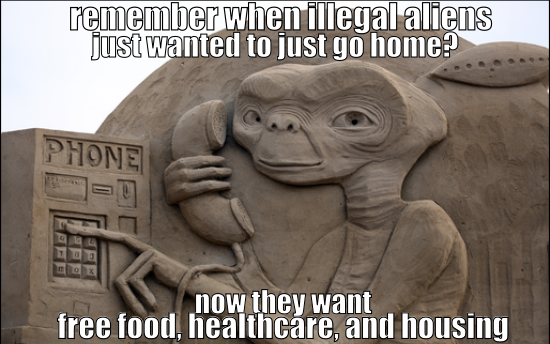 remember when illegal aliens
just wanted to just go home?
PHONE
now they want
free food, healthcare, and housing